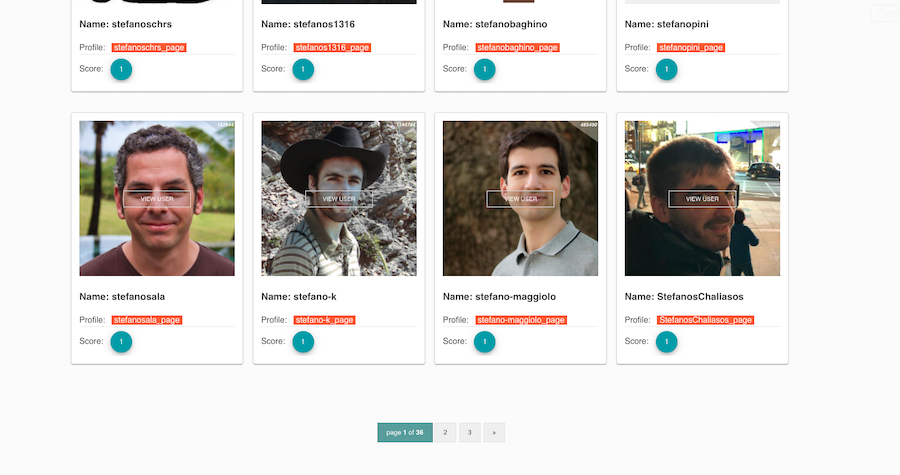 Name: stefanoschrs
Name: stefanos1316
Name: stefanobaghino
Name: stefanopini
Profile: stefanoschrs_page
Profile: stefanos1316_page
Profile: stefanobaghino_page
Profile: stefanopini_page
Score: 1
Score: 1
Score: 1
Score: 1
VIEW USER
1144784
VIEW USER
485490
VIEW USER
VIEW USER
Name: stefanosala
Name: stefano-k
Name: stefano-maggiolo
Name: StefanosChaliasos
Profile: stefanosala_page
Profile: stefano-k_page
Profile: stefano-maggiolo_page
Profile: StefanosChaliasos_page
Score: 1
Score: 1
Score: 1
Score: 1
page 1 of 36 2 3 »